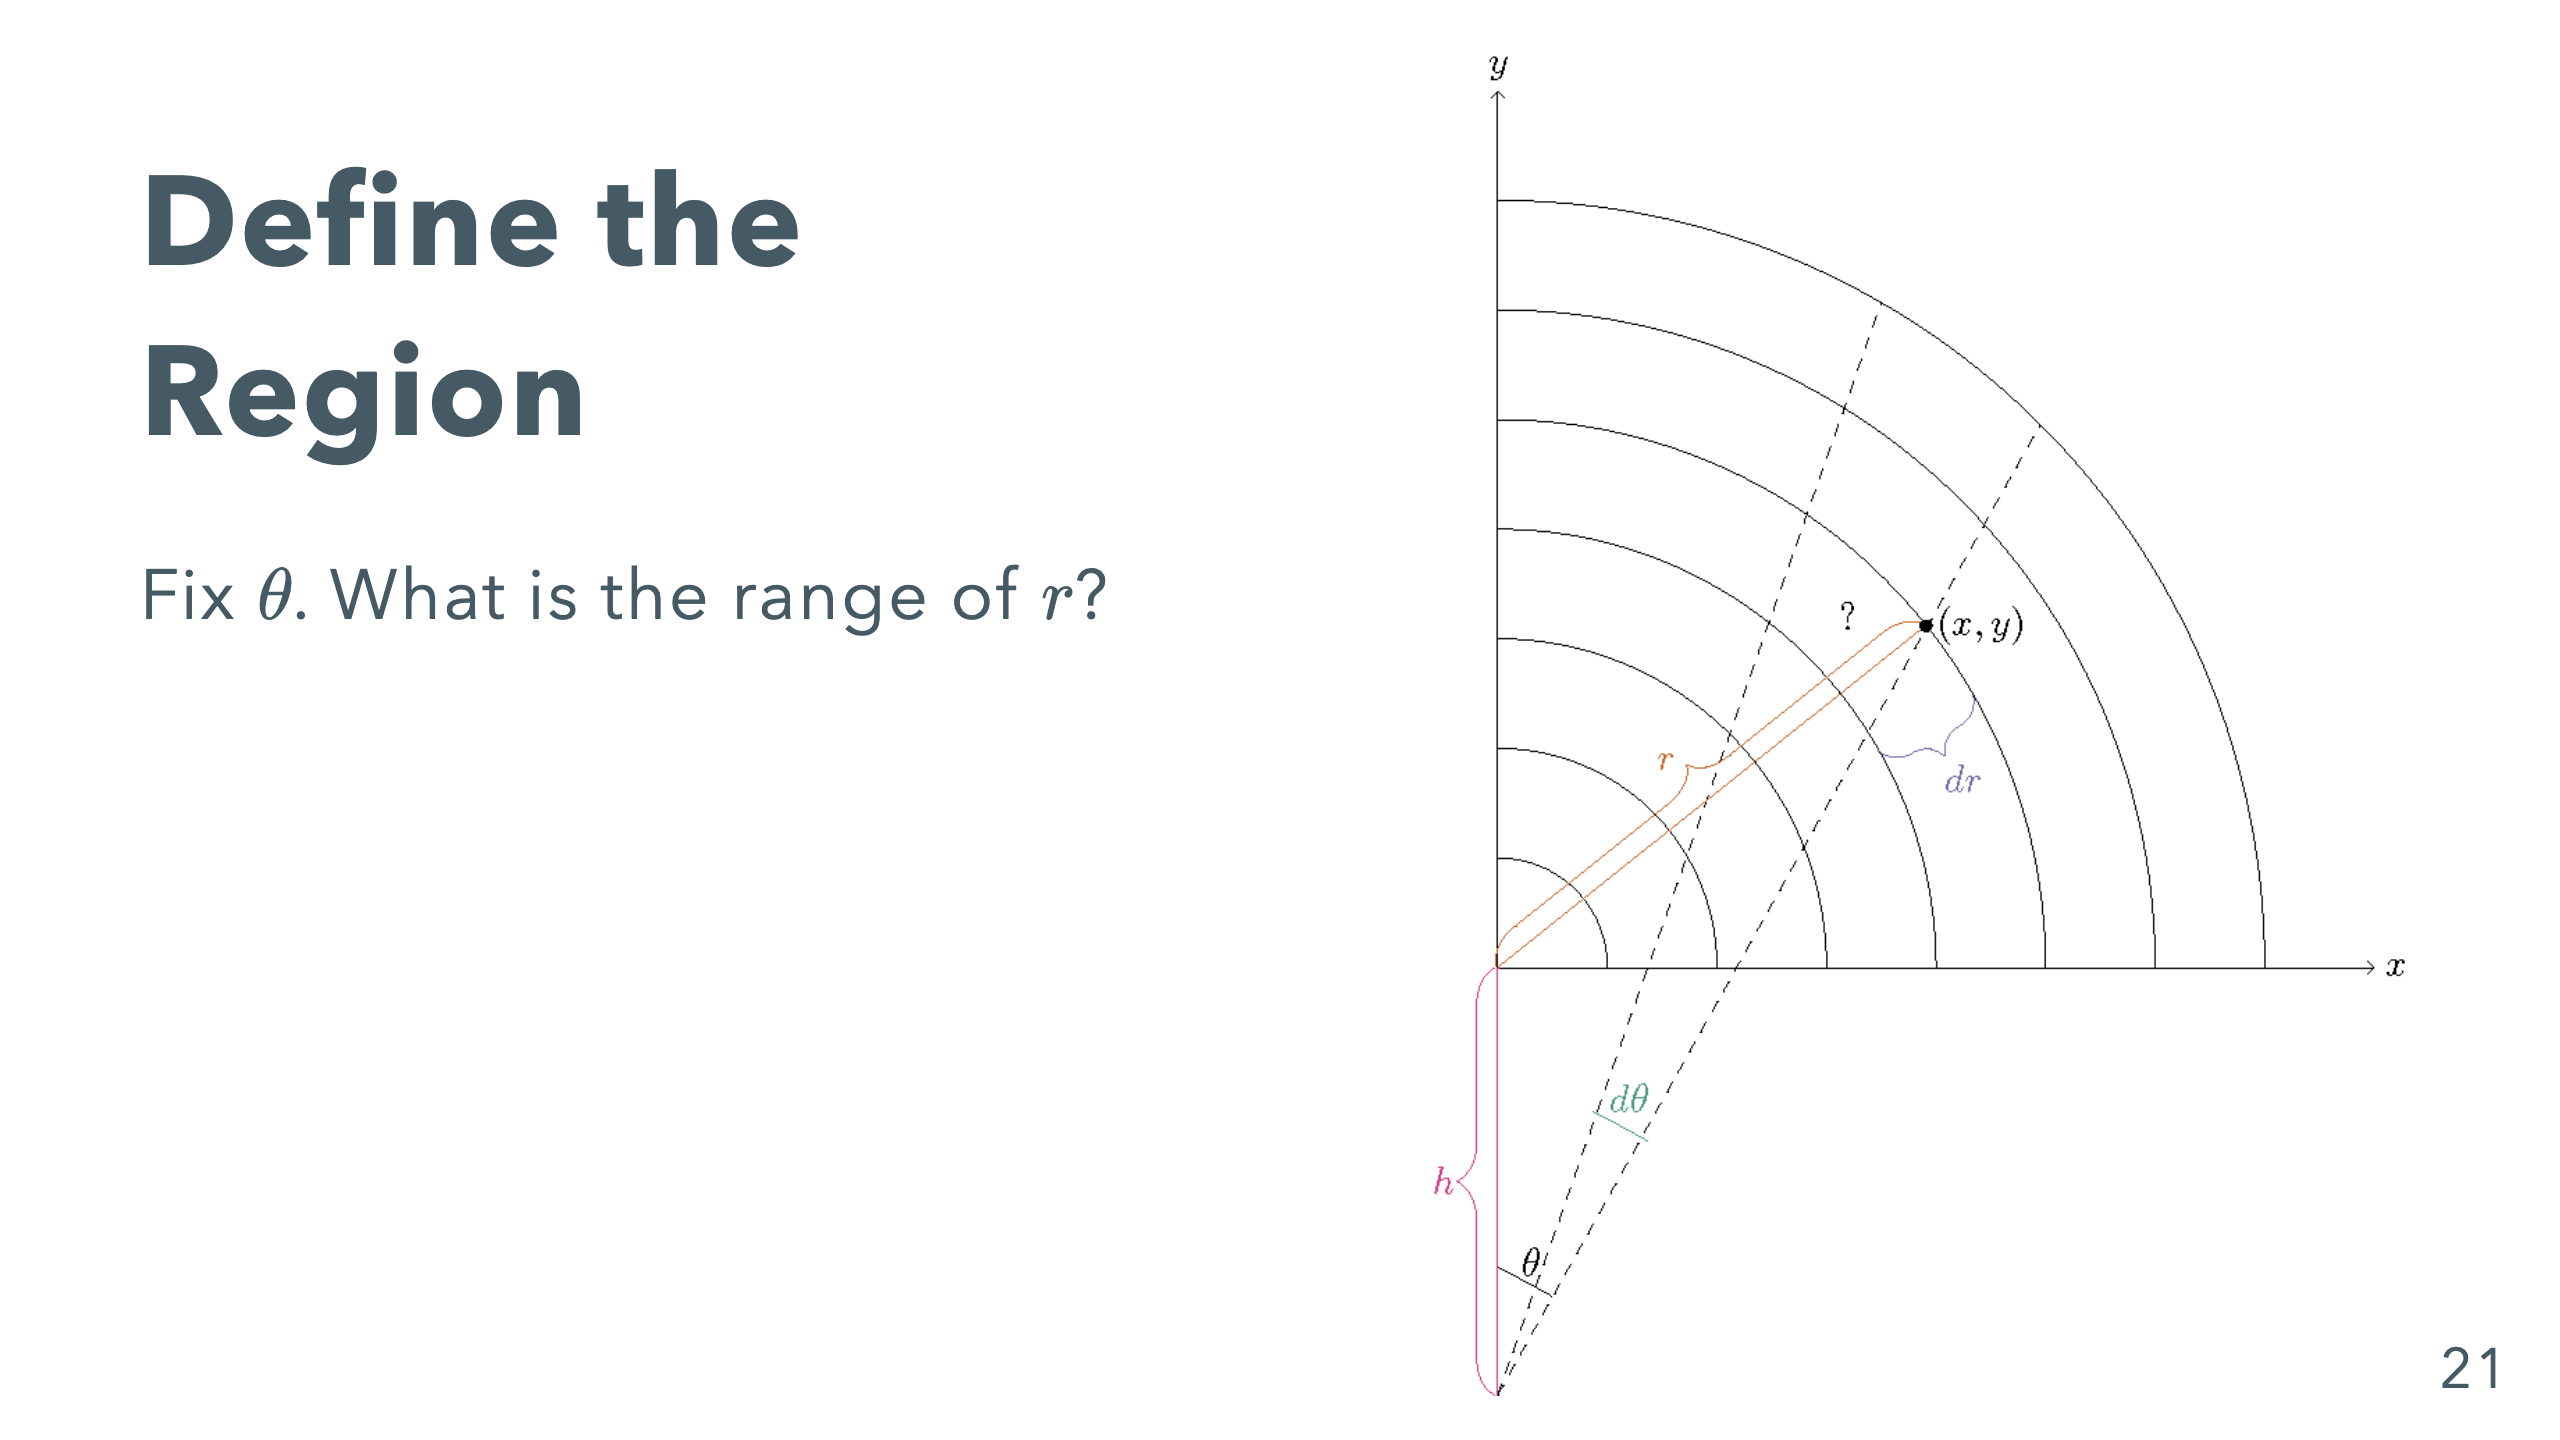 Define the
Region
Fix θ. What is the range of r?
y
?
(x, y)
r
dr
x
dθ
h
θ
21